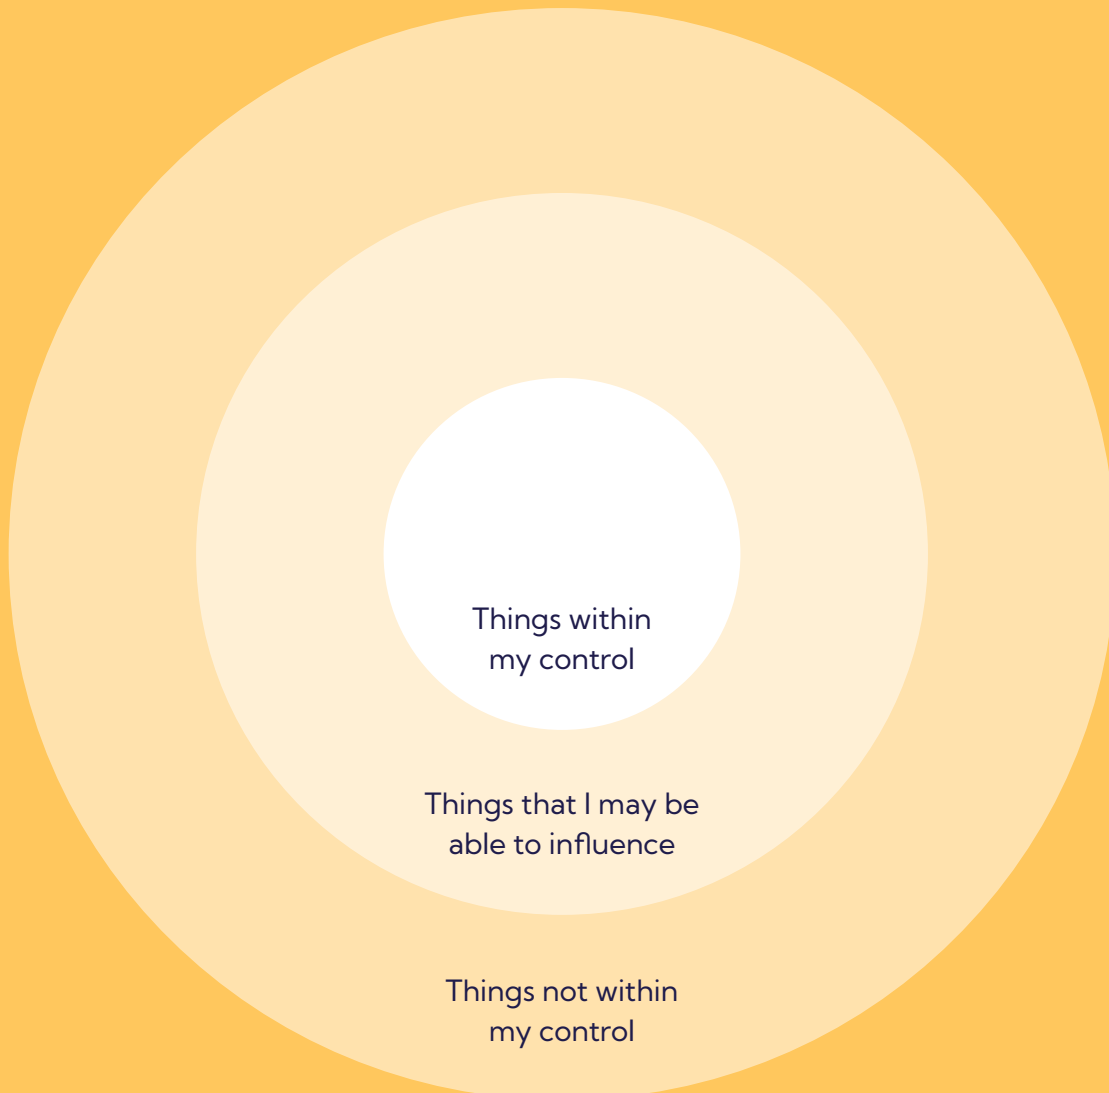 Things within
my control
Things that I may be
able to influence
Things not within
my control